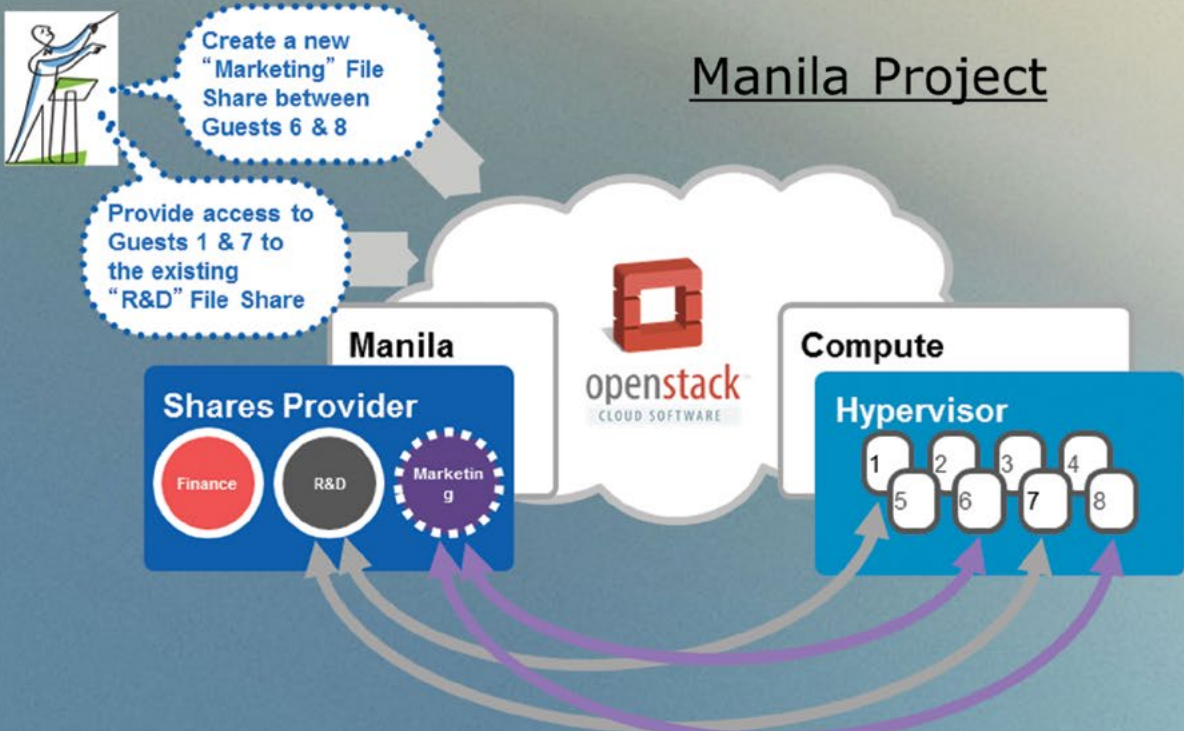 Create a new
“Marketing” File
Share between
Guests 6 & 8
Manila Project
Provide access to
Guests 1 & 7 to
the existing
“R&D” File Share
Manila
openstack
CLOUD SOFTWARE
Compute
Shares Provider
Finance
R&D
Marketin
g
Hypervisor
1 2 3 4
5 6 7 8